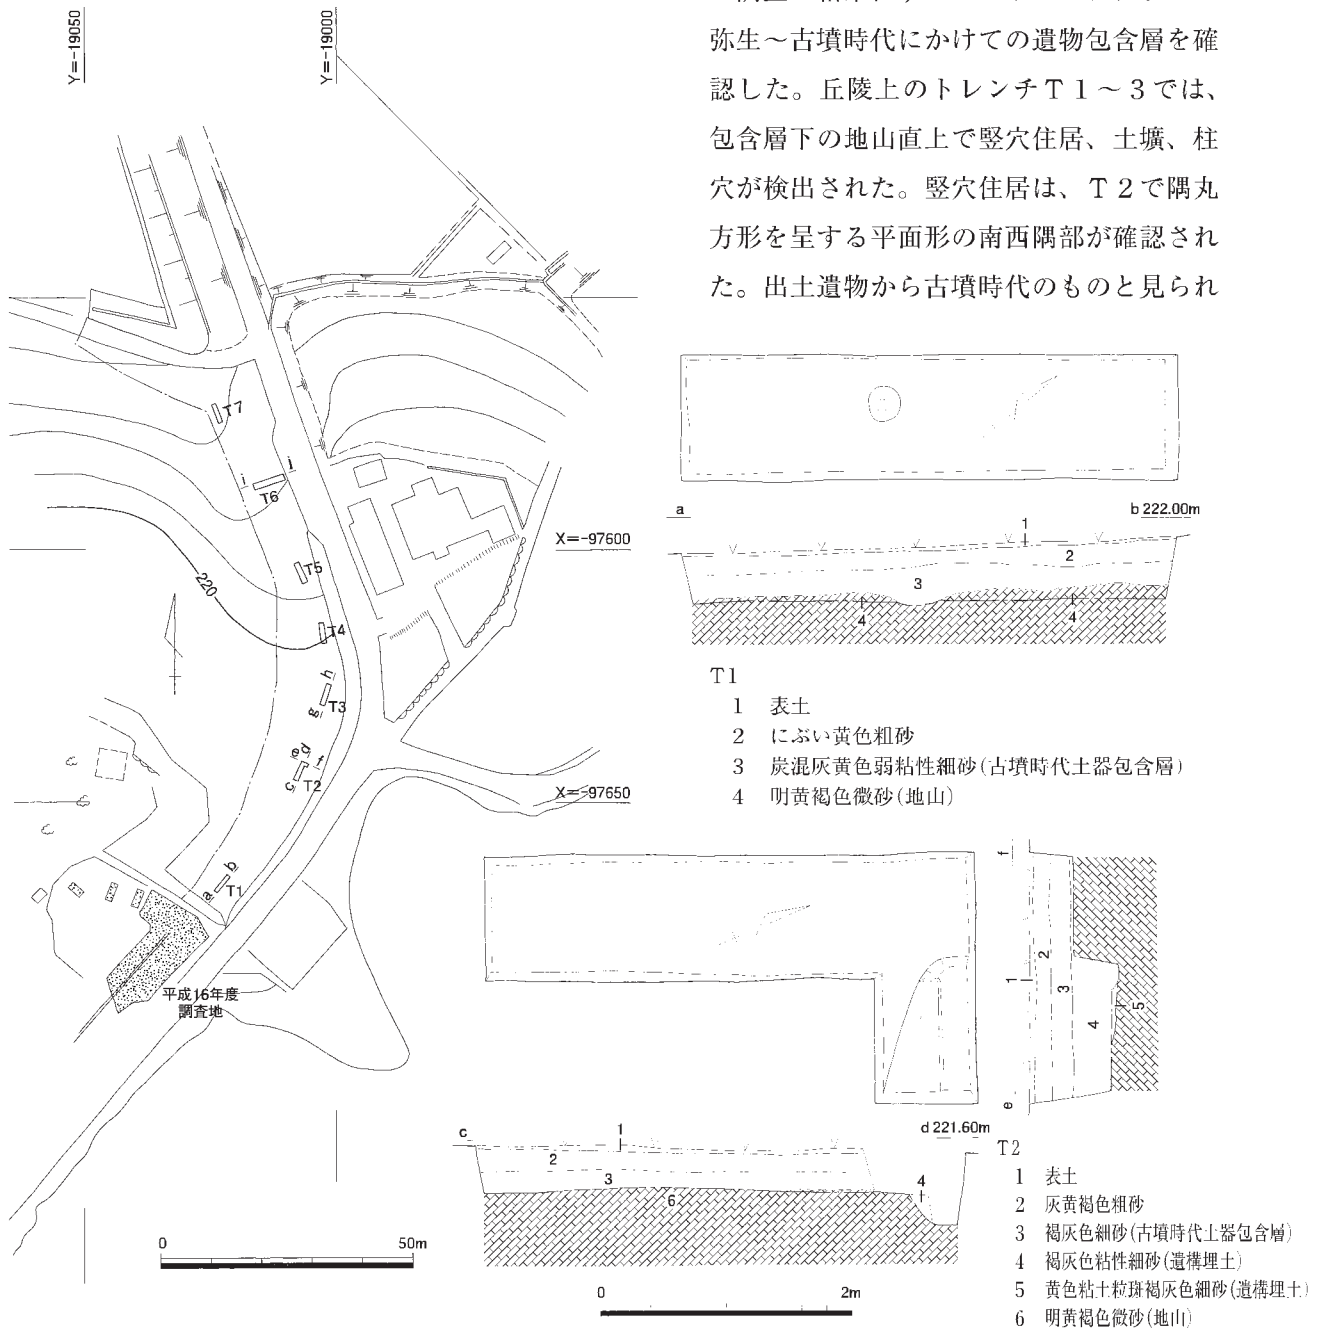 弥生～古墳時代にかけての遺物包含層を確
認した。丘陵上のトレンチT1～3では、
包含層下の地山直上で竪穴住居、土壙、柱
穴が検出された。竪穴住居は、T2で隅丸
方形を呈する平面形の南西隅部が確認され
た。出土遺物から古墳時代のものと見られ
Y=-19050
Y=-19000
X=-97600
X=-97650
T7
i
j
T6
T5
220
T4
h
T3
g
e
d
f
c
T2
b
a
T1
平成16年度
調査地
0
50m
a
b 222.00m
1
2
3
4
4
T1
1 表土
2 にぶい黄色粗砂
3 炭混灰黄色弱粘性細砂(古墳時代土器包含層)
4 明黄褐色微砂(地山)
f
e
1
2
3
4
5
c
d 221.60m
1
2
3
4
6
T2
1 表土
2 灰黄褐色粗砂
3 褐灰色細砂(古墳時代土器包含層)
4 褐灰色粘性細砂(遺構埋土)
5 黄色粘土粒斑褐灰色細砂(遺構埋土)
6 明黄褐色微砂(地山)
0
2m